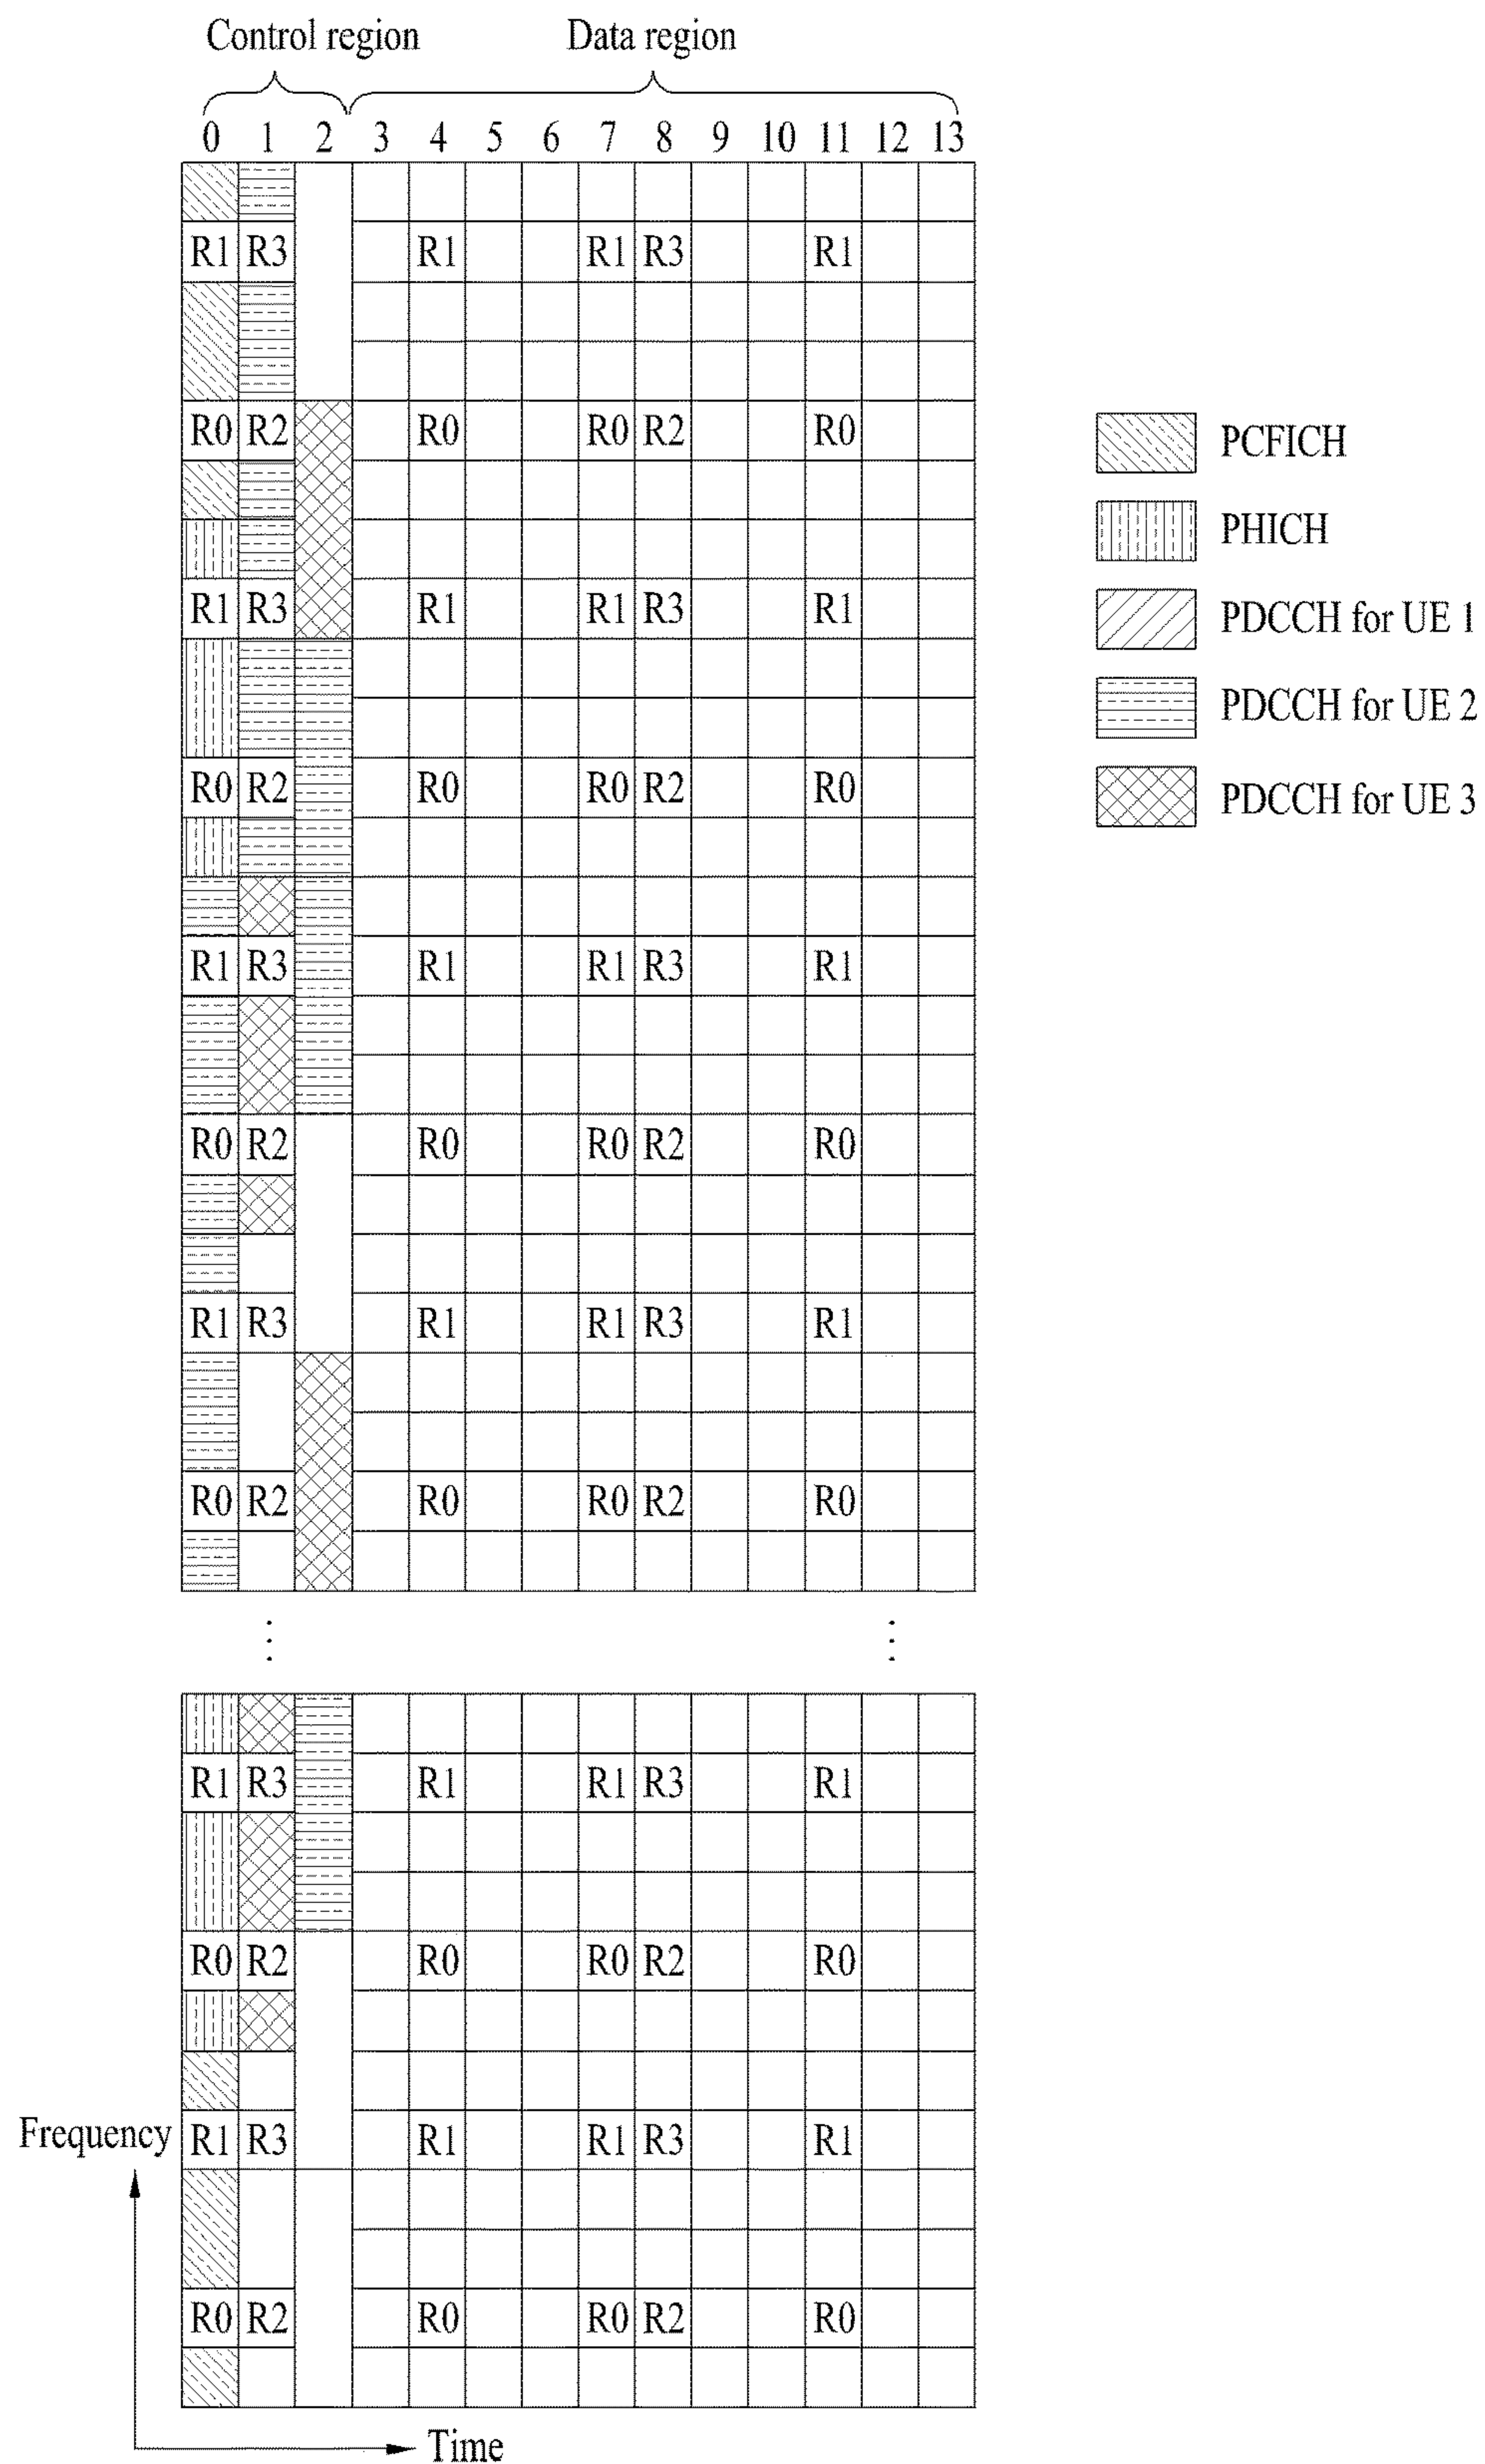 Control region Data region
0 1 2 3 4 5 6 7 8 9 10 11 12 13
R1 R3 R1 R1 R3 R1
R0 R2 R0 R0 R2 R0
R1 R3 R1 R1 R3 R1
R0 R2 R0 R0 R2 R0
R1 R3 R1 R1 R3 R1
R0 R2 R0 R0 R2 R0
R1 R3 R1 R1 R3 R1
R0 R2 R0 R0 R2 R0
PCFICH
PHICH
PDCCH for UE 1
PDCCH for UE 2
PDCCH for UE 3
R1 R3 R1 R1 R3 R1
R0 R2 R0 R0 R2 R0
R1 R3 R1 R1 R3 R1
R0 R2 R0 R0 R2 R0
Frequency
Time